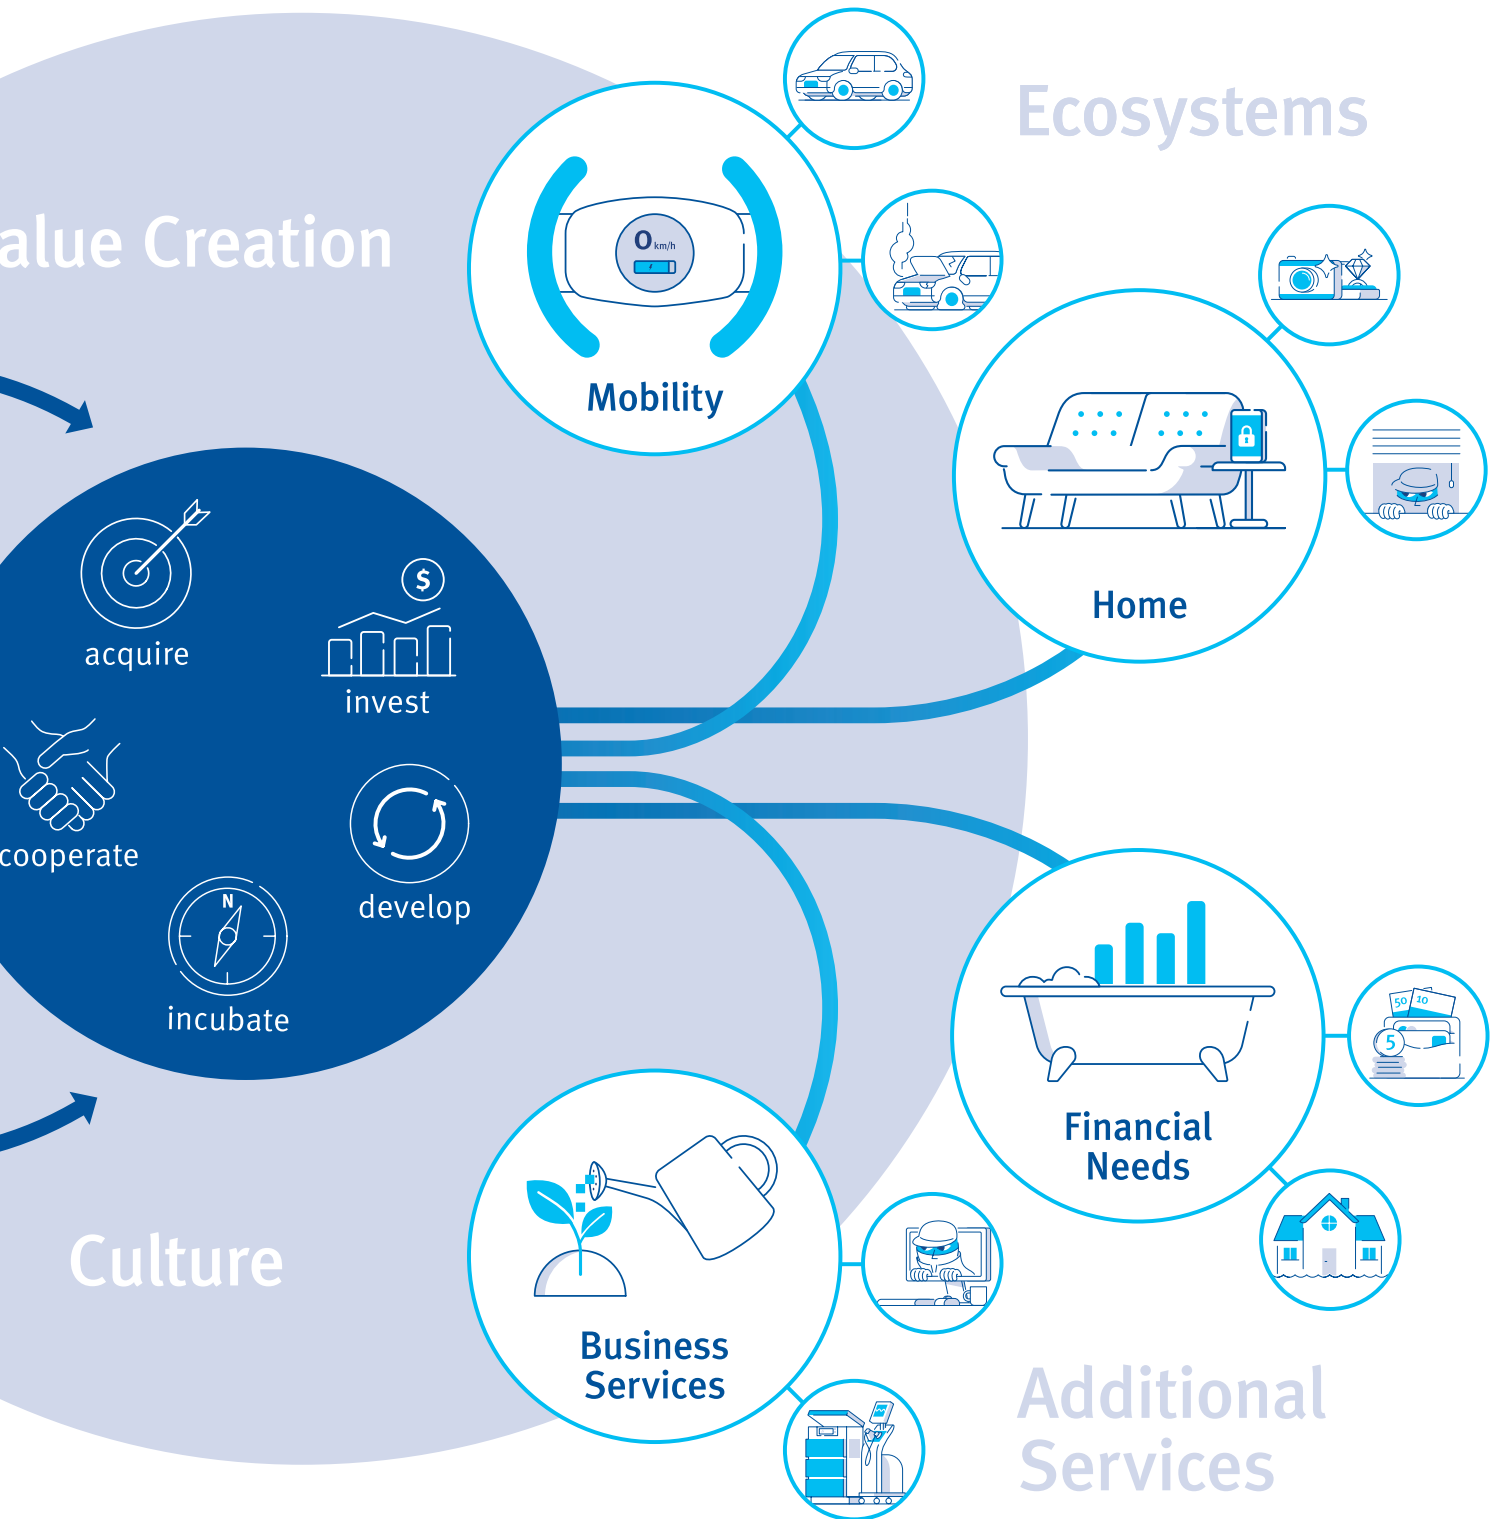 Ecosystems
alue Creation
0 km/h
Mobility
Home
$
acquire
invest
cooperate
develop
N
incubate
50 10
5
Financial
Needs
Culture
Business
Services
Additional
Services